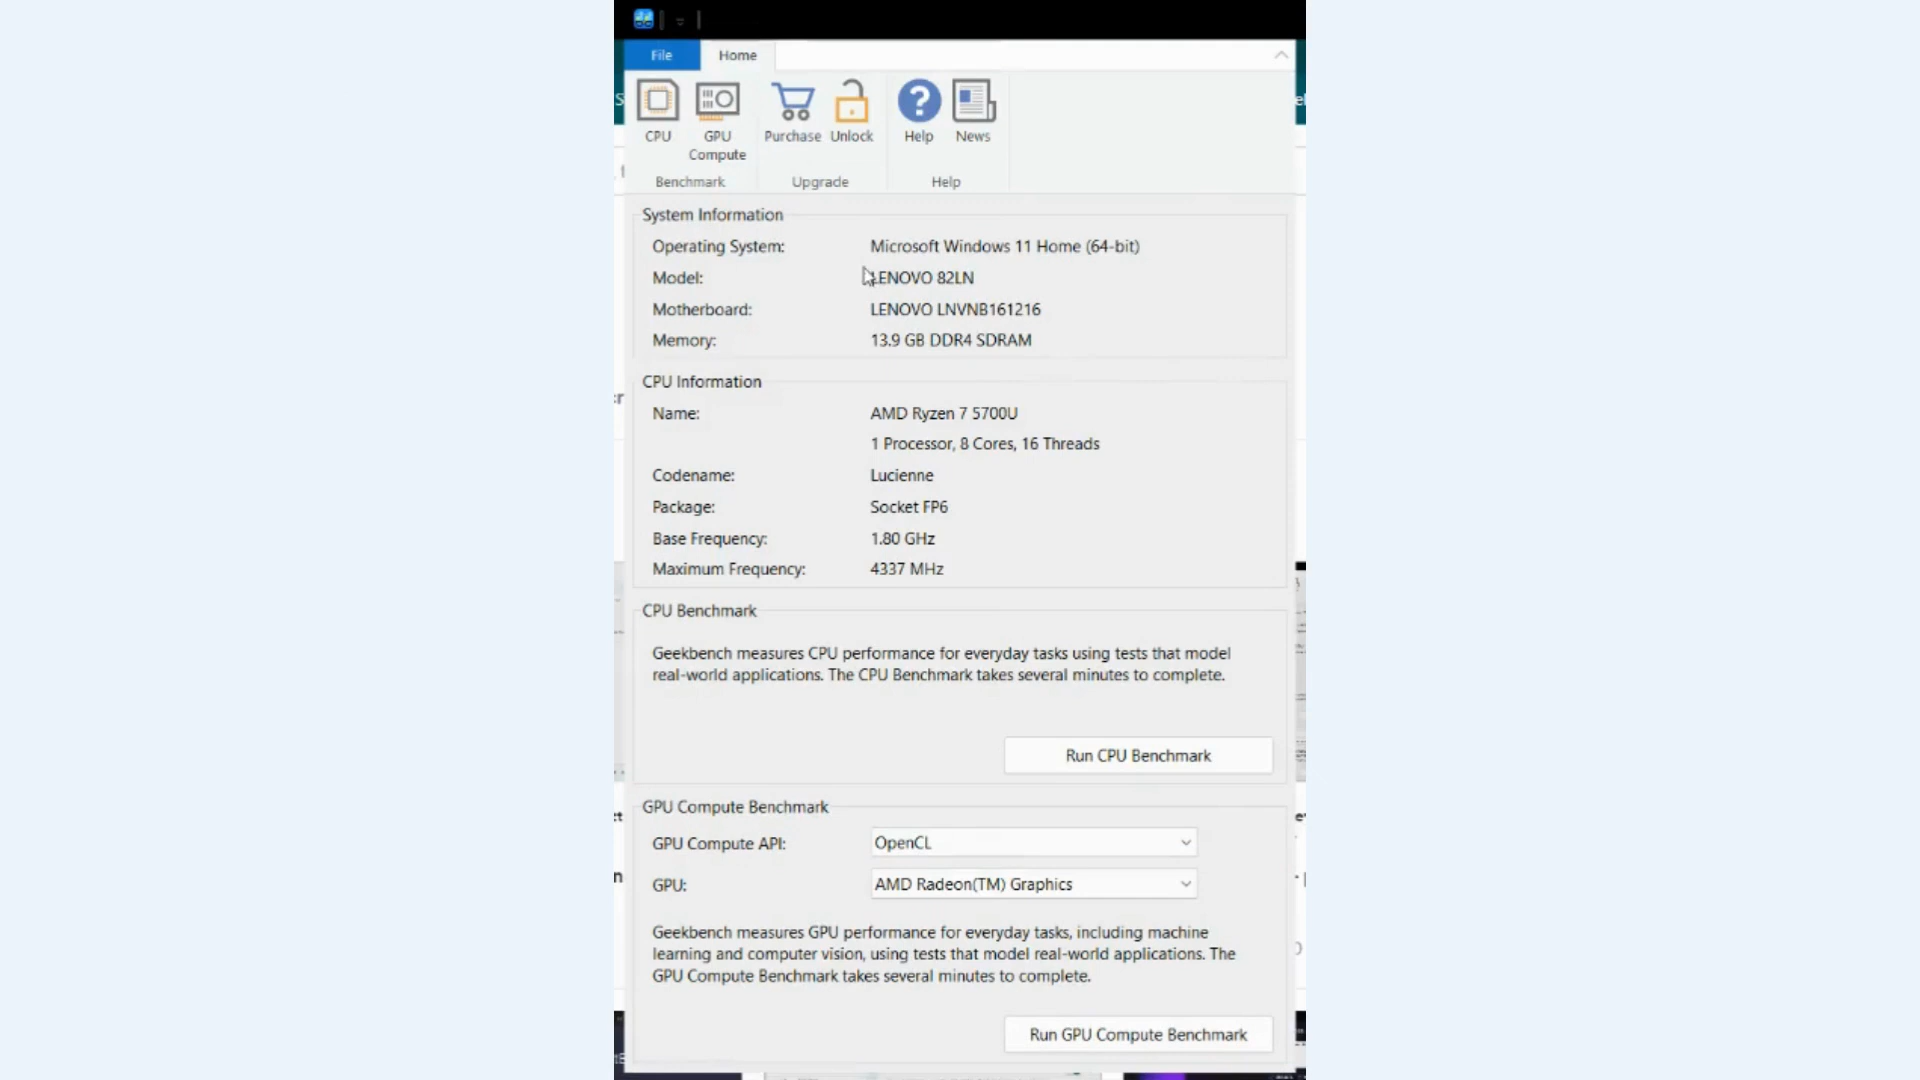 File Home
CPU GPU Compute Purchase Unlock Help News
Benchmark Upgrade Help
System Information
Operating System: Microsoft Windows 11 Home (64-bit)
Model: LENOVO 82LN
Motherboard: LENOVO LNVNB161216
Memory: 13.9 GB DDR4 SDRAM
CPU Information
Name: AMD Ryzen 7 5700U
1 Processor, 8 Cores, 16 Threads
Codename: Lucienne
Package: Socket FP6
Base Frequency: 1.80 GHz
Maximum Frequency: 4337 MHz
CPU Benchmark
Geekbench measures CPU performance for everyday tasks using tests that model
real-world applications. The CPU Benchmark takes several minutes to complete.
Run CPU Benchmark
GPU Compute Benchmark
GPU Compute API: OpenCL
GPU: AMD Radeon(TM) Graphics
Geekbench measures GPU performance for everyday tasks, including machine
learning and computer vision, using tests that model real-world applications. The
GPU Compute Benchmark takes several minutes to complete.
Run GPU Compute Benchmark